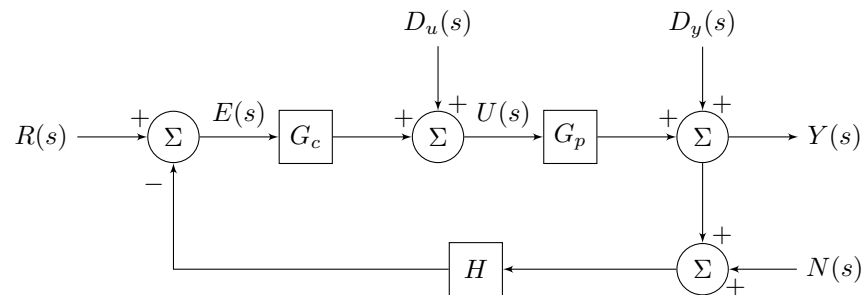 D_u(s) D_y(s)
+ E(s) + + U(s) + +
R(s) Σ G_c Σ G_p Σ Y(s)
−
+
H Σ N(s)
+